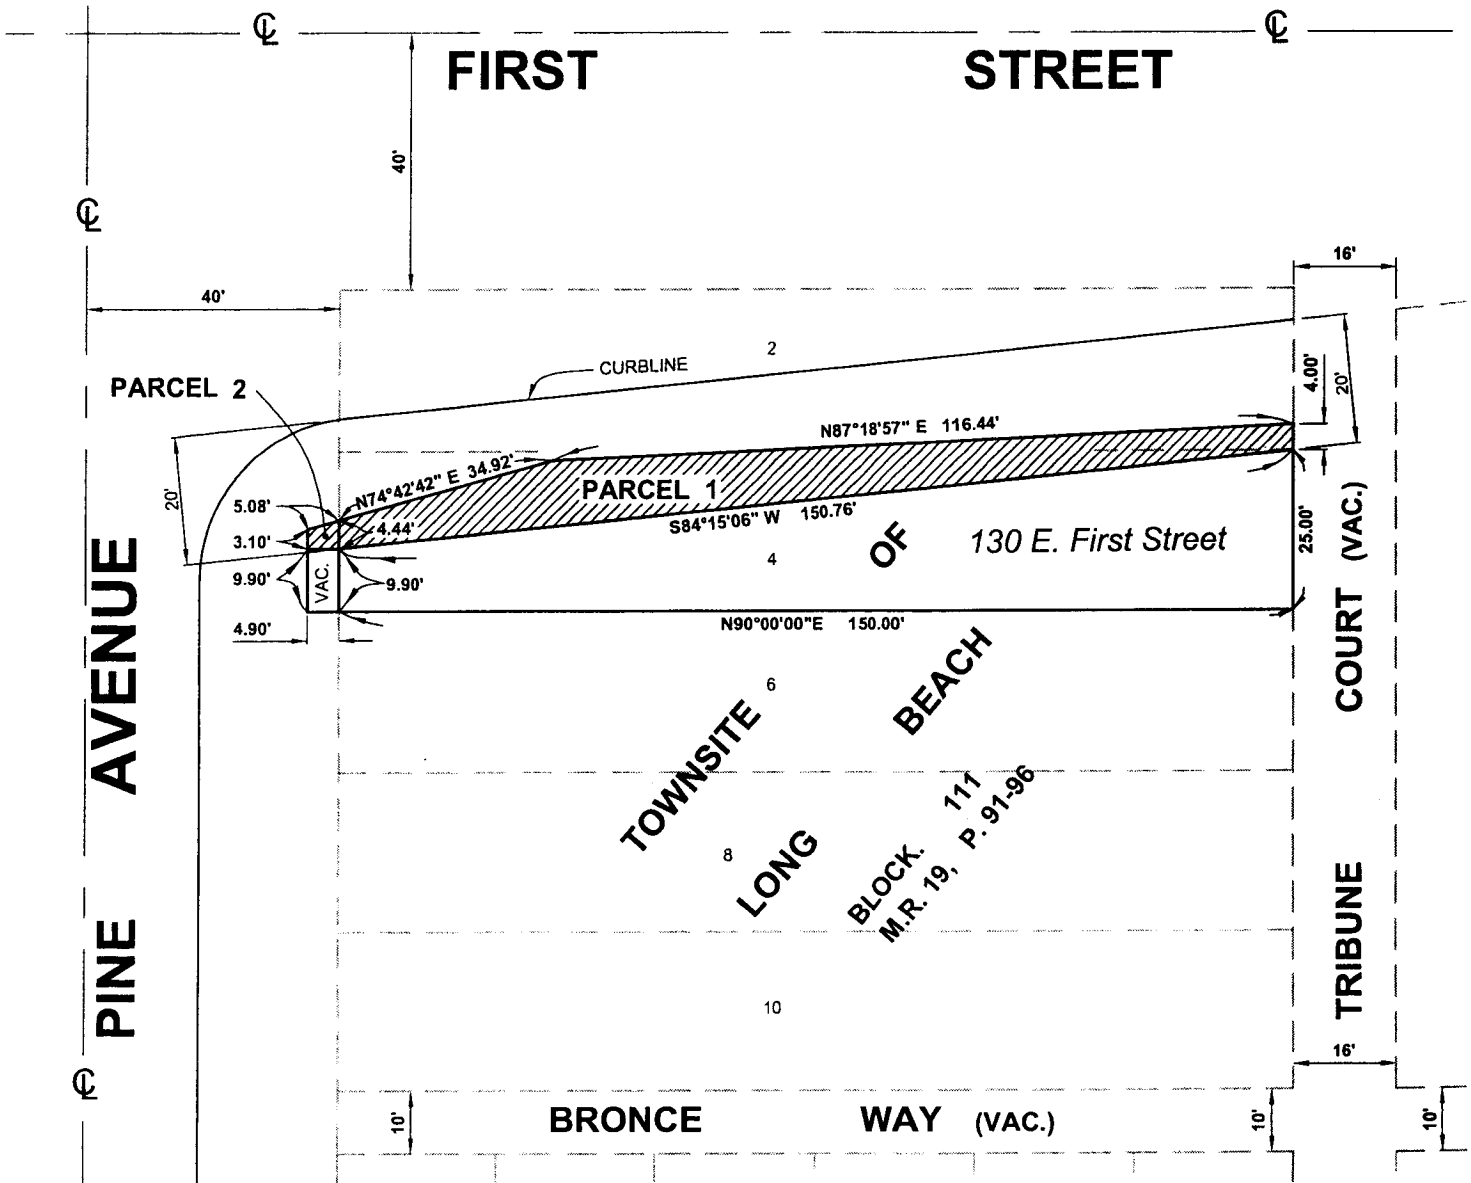 ℄
℄
FIRST STREET
40'
℄
16'
40'
2
CURBLINE
4.00'
20'
PARCEL 2
N87°18'57" E 116.44'
N74°42'42" E 34.92'
20'
PARCEL 1
5.08'
4.44'
S84°15'06" W 150.76'
3.10'
OF
130 E. First Street
25.00'
COURT (VAC.)
4
9.90'
VAC.
9.90'
4.90'
N90°00'00"E 150.00'
PINE AVENUE
6
TOWNSITE
BEACH
LONG
8
BLOCK. 111
M.R. 19, P. 91-96
10
TRIBUNE
16'
℄
10'
BRONCE WAY (VAC.)
10'
10'